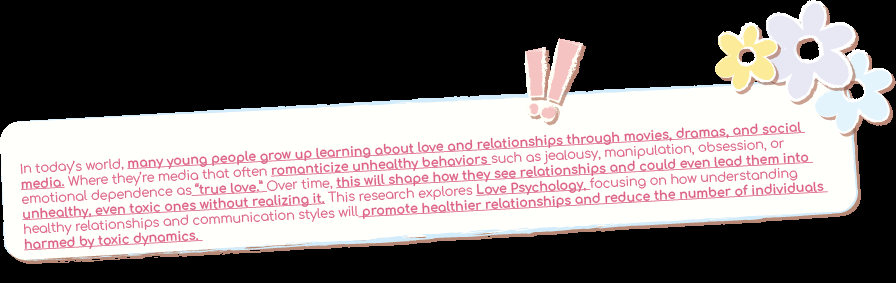 In today's world, many young people grow up learning about love and relationships through movies, dramas, and social
media. Where they're media that often romanticize unhealthy behaviors such as jealousy, manipulation, obsession, or
emotional dependence as "true love." Over time, this will shape how they see relationships and could even lead them into
unhealthy, even toxic ones without realizing it. This research explores Love Psychology, focusing on how understanding
healthy relationships and communication styles will promote healthier relationships and reduce the number of individuals
harmed by toxic dynamics.